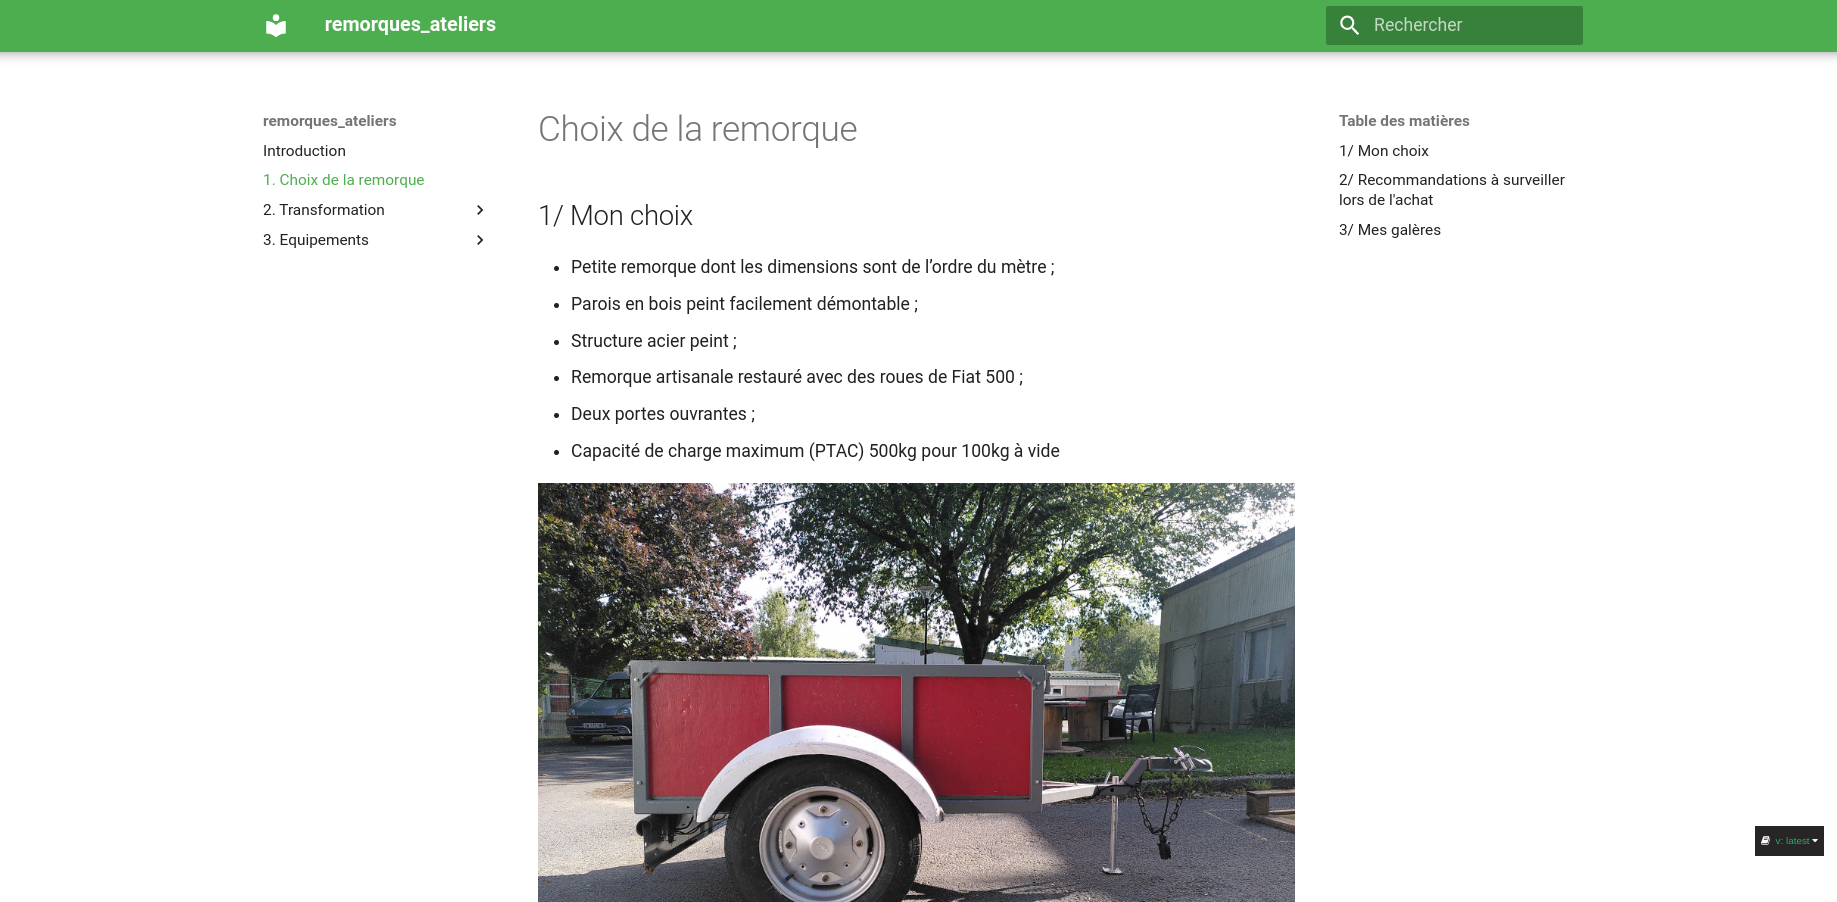 remorques_ateliers
Rechercher
remorques_ateliers
Introduction
1. Choix de la remorque
2. Transformation
3. Equipements
Choix de la remorque
1/ Mon choix
Petite remorque dont les dimensions sont de l’ordre du mètre ;
Parois en bois peint facilement démontable ;
Structure acier peint ;
Remorque artisanale restauré avec des roues de Fiat 500 ;
Deux portes ouvrantes ;
Capacité de charge maximum (PTAC) 500kg pour 100kg à vide
Table des matières
1/ Mon choix
2/ Recommandations à surveiller
lors de l'achat
3/ Mes galères
v: latest